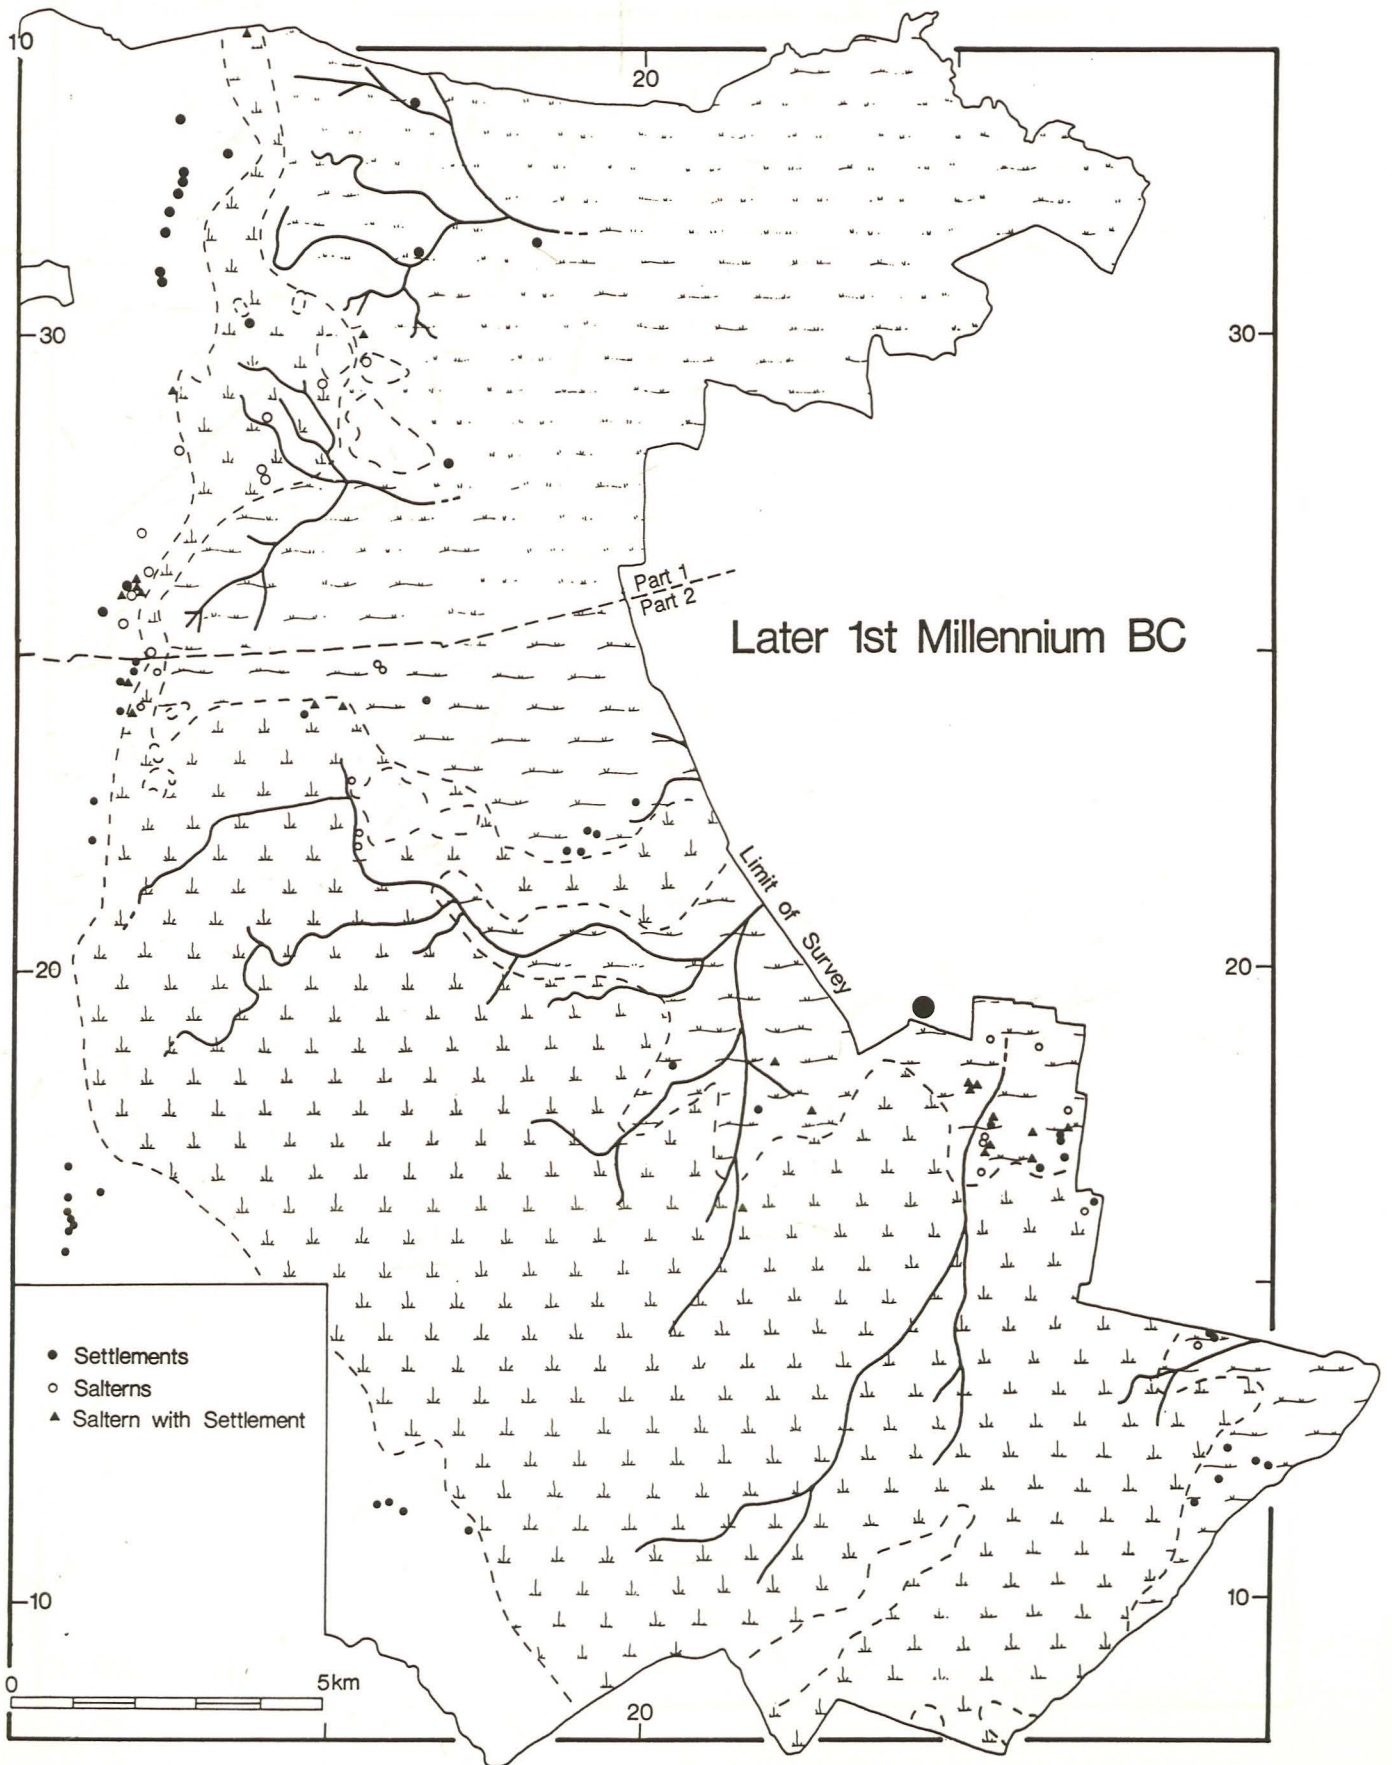 10
20
30
30
Part 1
Part 2
Later 1st Millennium BC
Limit of Survey
20
20
Settlements
Salterns
Saltern with Settlement
10
10
0 5km
20